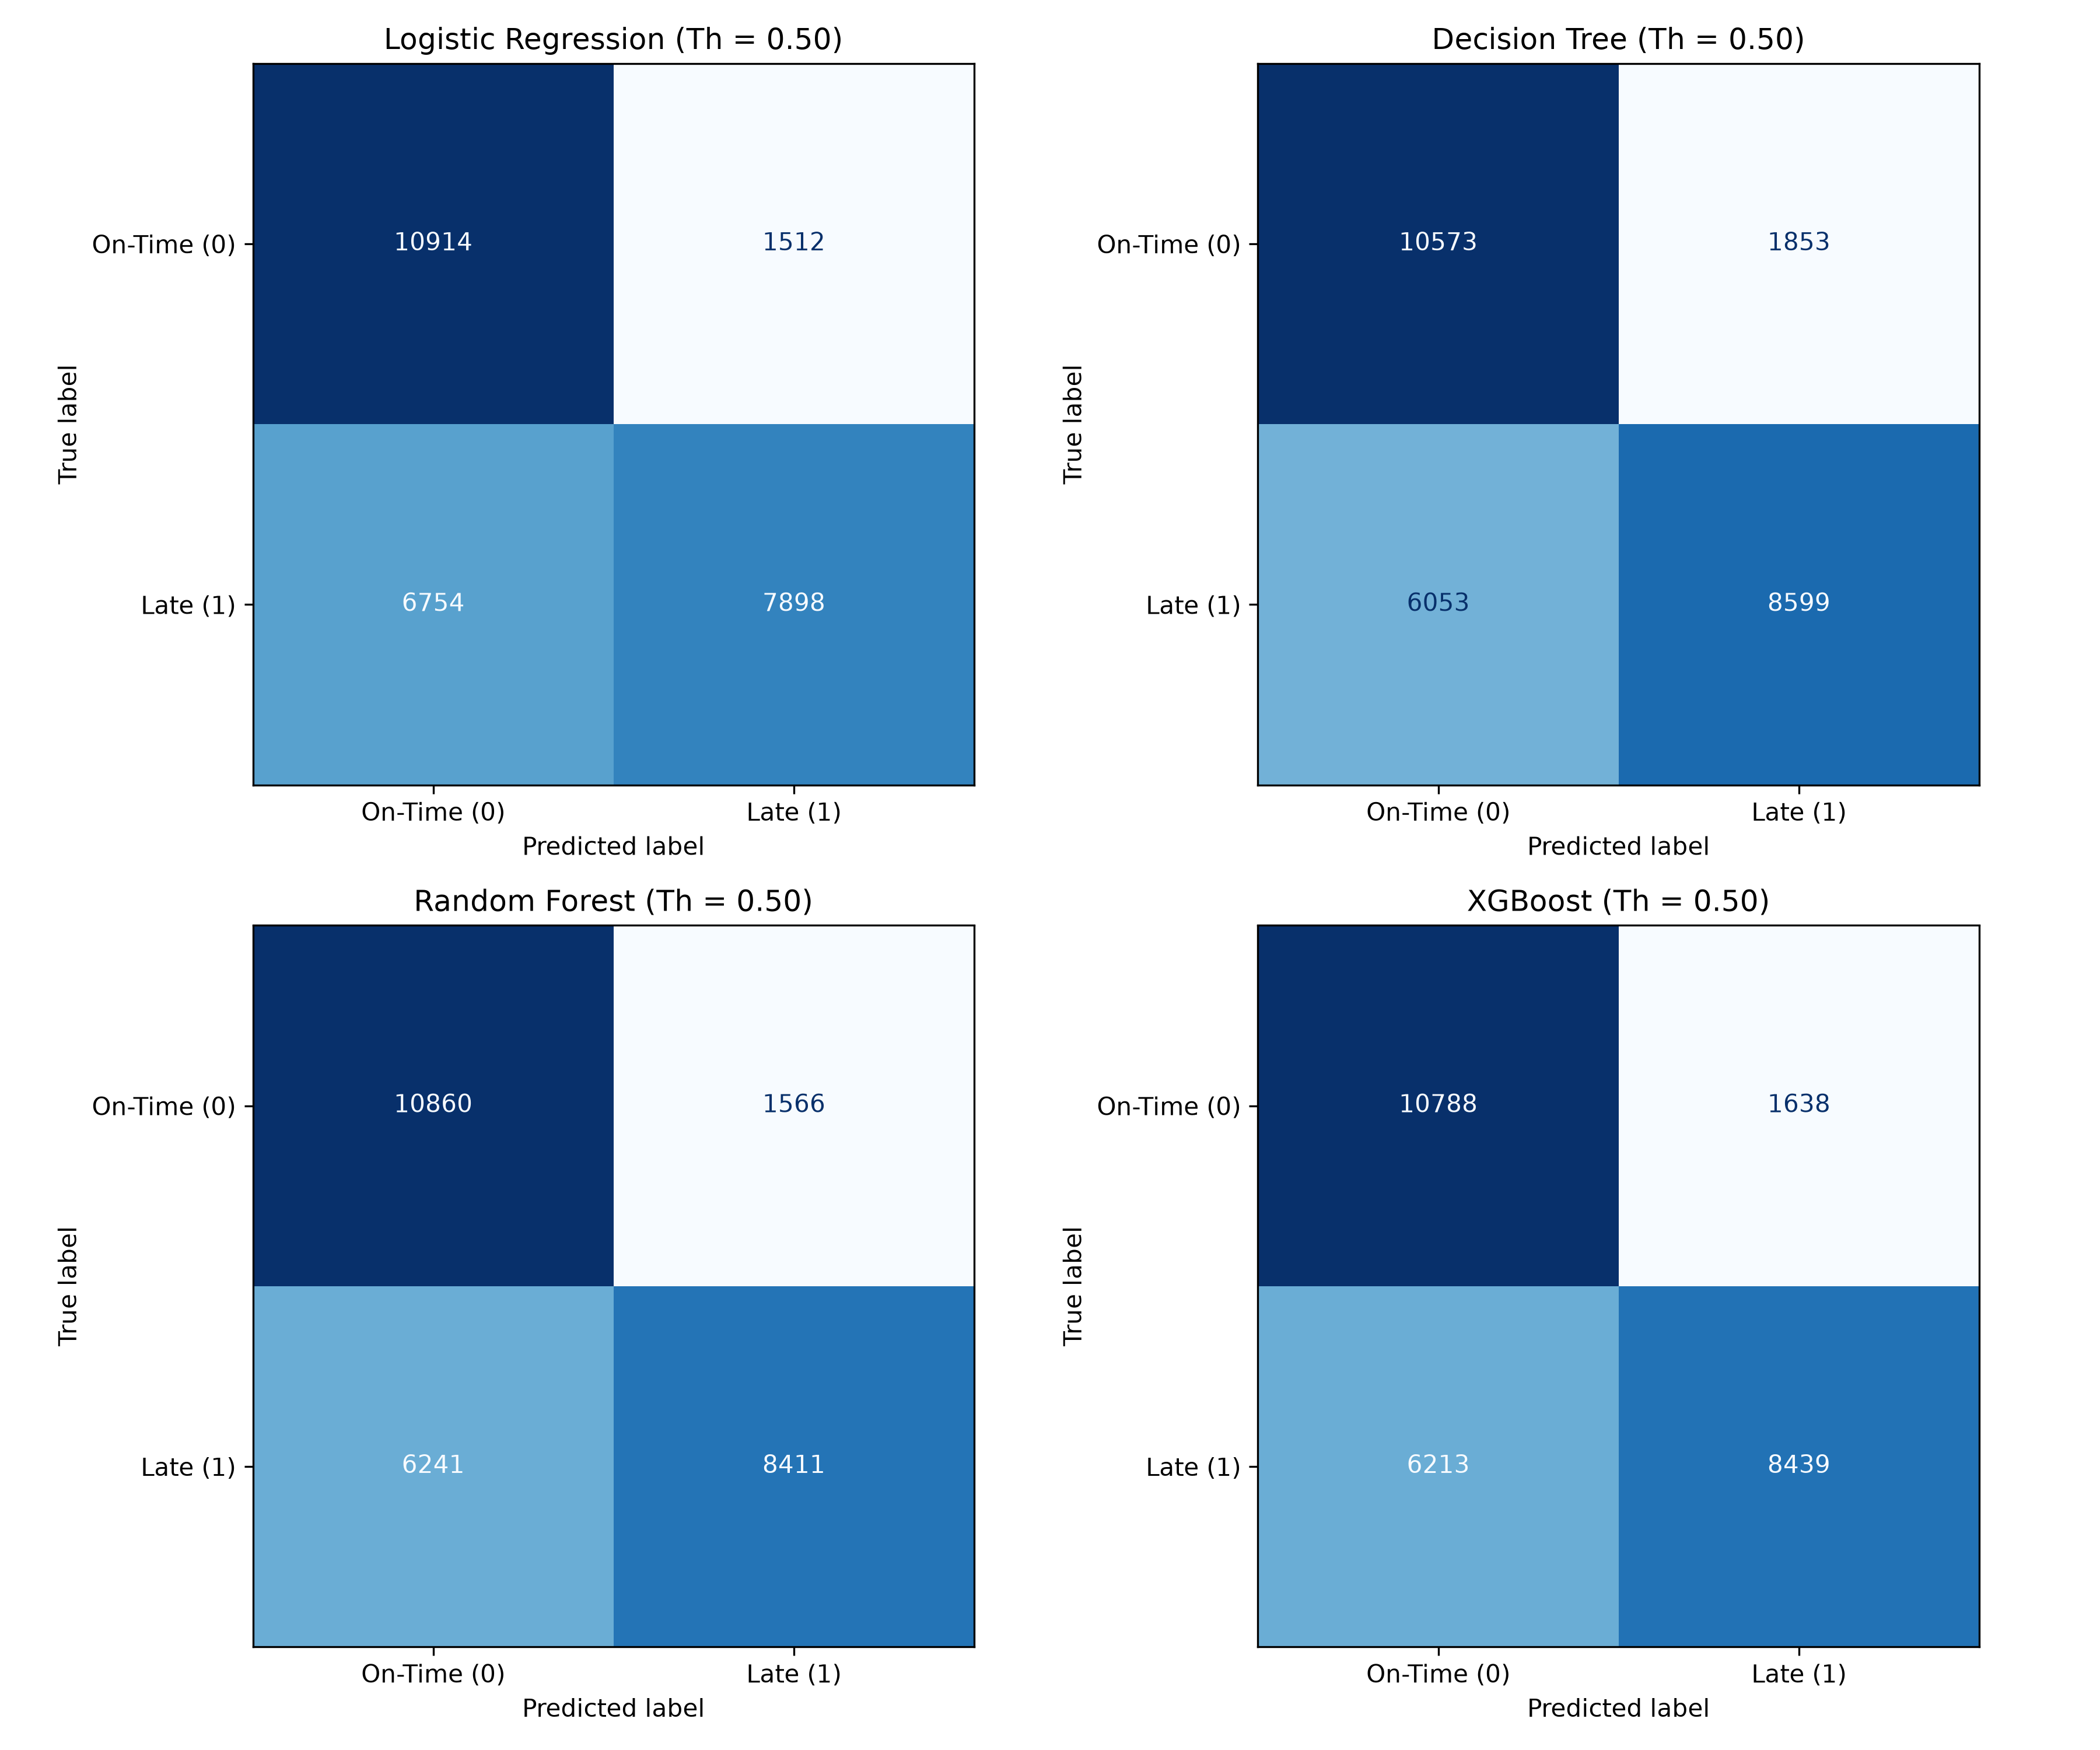 Logistic Regression (Th = 0.50)
True label
On-Time (0)
10914
1512
Late (1)
6754
7898
On-Time (0)
Late (1)
Predicted label
Decision Tree (Th = 0.50)
True label
On-Time (0)
10573
1853
Late (1)
6053
8599
On-Time (0)
Late (1)
Predicted label
Random Forest (Th = 0.50)
True label
On-Time (0)
10860
1566
Late (1)
6241
8411
On-Time (0)
Late (1)
Predicted label
XGBoost (Th = 0.50)
True label
On-Time (0)
10788
1638
Late (1)
6213
8439
On-Time (0)
Late (1)
Predicted label